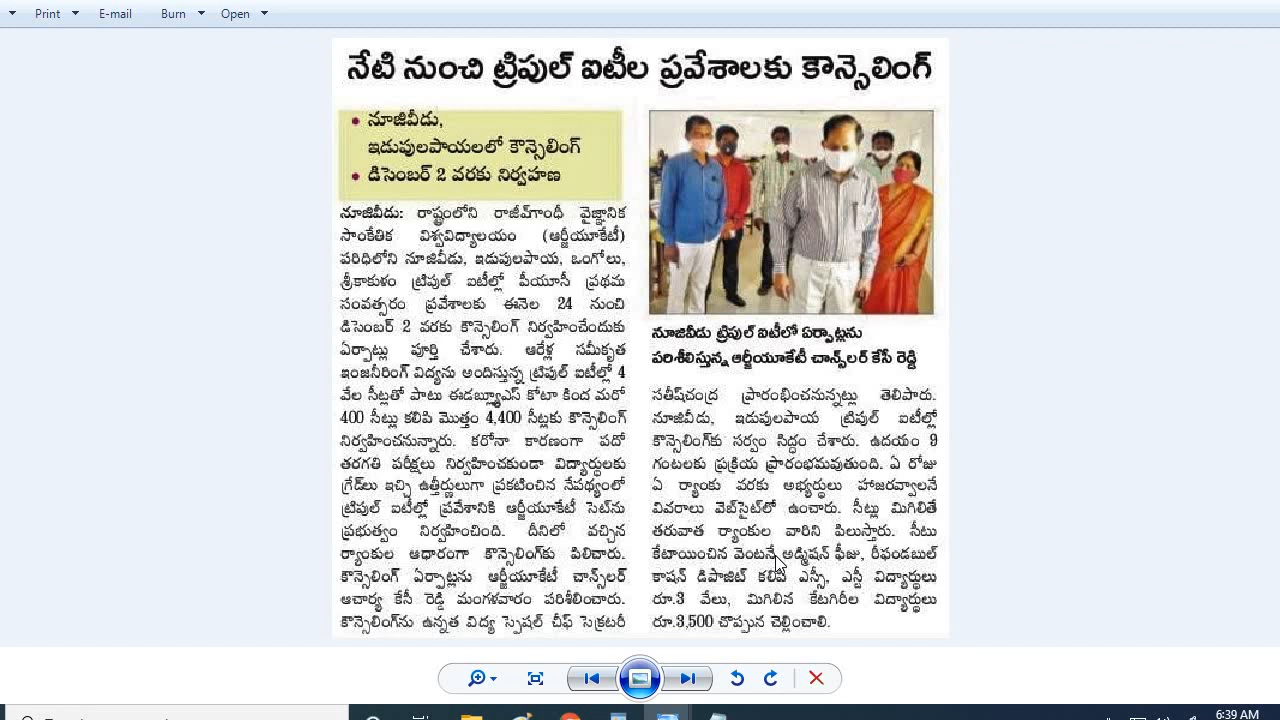 Print
E-mail
Burn
Open
నేటి నుంచి ట్రిపుల్ ఐటీల ప్రవేశాలకు కౌన్సెలింగ్
• నూజివీడు,
ఇడుపులపాయలలో కౌన్సెలింగ్
• డిసెంబర్ 2 వరకు నిర్వహణ
నూజివీడు: రాష్ట్రంలోని రాజీవ్‌గాంధీ వైజ్ఞానిక
సాంకేతిక విశ్వవిద్యాలయం (ఆర్జీయూకేటీ)
పరిధిలోని నూజివీడు, ఇడుపులపాయ, ఒంగోలు,
శ్రీకాకుళం ట్రిపుల్ ఐటీల్లో పీయూసీ ప్రథమ
సంవత్సరం ప్రవేశాలకు ఈనెల 24 నుంచి
డిసెంబర్ 2 వరకు కౌన్సెలింగ్ నిర్వహించేందుకు
ఏర్పాట్లు పూర్తి చేశారు. ఆరేళ్ల సమీకృత
ఇంజనీరింగ్ విద్యను అందిస్తున్న ట్రిపుల్ ఐటీల్లో 4
వేల సీట్లతో పాటు ఈడబ్ల్యూఎస్ కోటా కింద మరో
400 సీట్లు కలిపి మొత్తం 4,400 సీట్లకు కౌన్సెలింగ్
నిర్వహించనున్నారు. కరోనా కారణంగా పదో
తరగతి పరీక్షలు నిర్వహించకుండా విద్యార్థులకు
గ్రేడ్‌లు ఇచ్చి ఉత్తీర్ణులుగా ప్రకటించిన నేపథ్యంలో
ట్రిపుల్ ఐటీల్లో ప్రవేశానికి ఆర్జీయూకేటీ సెట్‌ను
ప్రభుత్వం నిర్వహించింది. దీనిలో వచ్చిన
ర్యాంకుల ఆధారంగా కౌన్సెలింగ్‌కు పిలిచారు.
కౌన్సెలింగ్ ఏర్పాట్లను ఆర్జీయూకేటీ చాన్స్‌లర్
ఆచార్య కేసీ రెడ్డి మంగళవారం పరిశీలించారు.
కౌన్సెలింగ్‌ను ఉన్నత విద్య స్పెషల్ చీఫ్ సెక్రటరీ
నూజివీడు ట్రిపుల్ ఐటీలో ఏర్పాట్లను
పరిశీలిస్తున్న ఆర్జీయూకేటీ చాన్స్‌లర్ కేసీ రెడ్డి
సతీష్‌చంద్ర ప్రారంభించనున్నట్లు తెలిపారు.
నూజివీడు, ఇడుపులపాయ ట్రిపుల్ ఐటీల్లో
కౌన్సెలింగ్‌కు సర్వం సిద్ధం చేశారు. ఉదయం 9
గంటలకు ప్రక్రియ ప్రారంభమవుతుంది. ఏ రోజు
ఏ ర్యాంకు వరకు అభ్యర్థులు హాజరవ్వాలనే
వివరాలు వెబ్‌సైట్‌లో ఉంచారు. సీట్లు మిగిలితే
తరువాత ర్యాంకుల వారిని పిలుస్తారు. సీటు
కేటాయించిన వెంటనే అడ్మిషన్ ఫీజు, రీఫండబుల్
కాషన్ డిపాజిట్ కలిపి ఎస్సీ, ఎస్టీ విద్యార్థులు
రూ.3 వేలు, మిగిలిన కేటగిరీల విద్యార్థులు
రూ.3,500 చొప్పున చెల్లించాలి.
6:39 AM